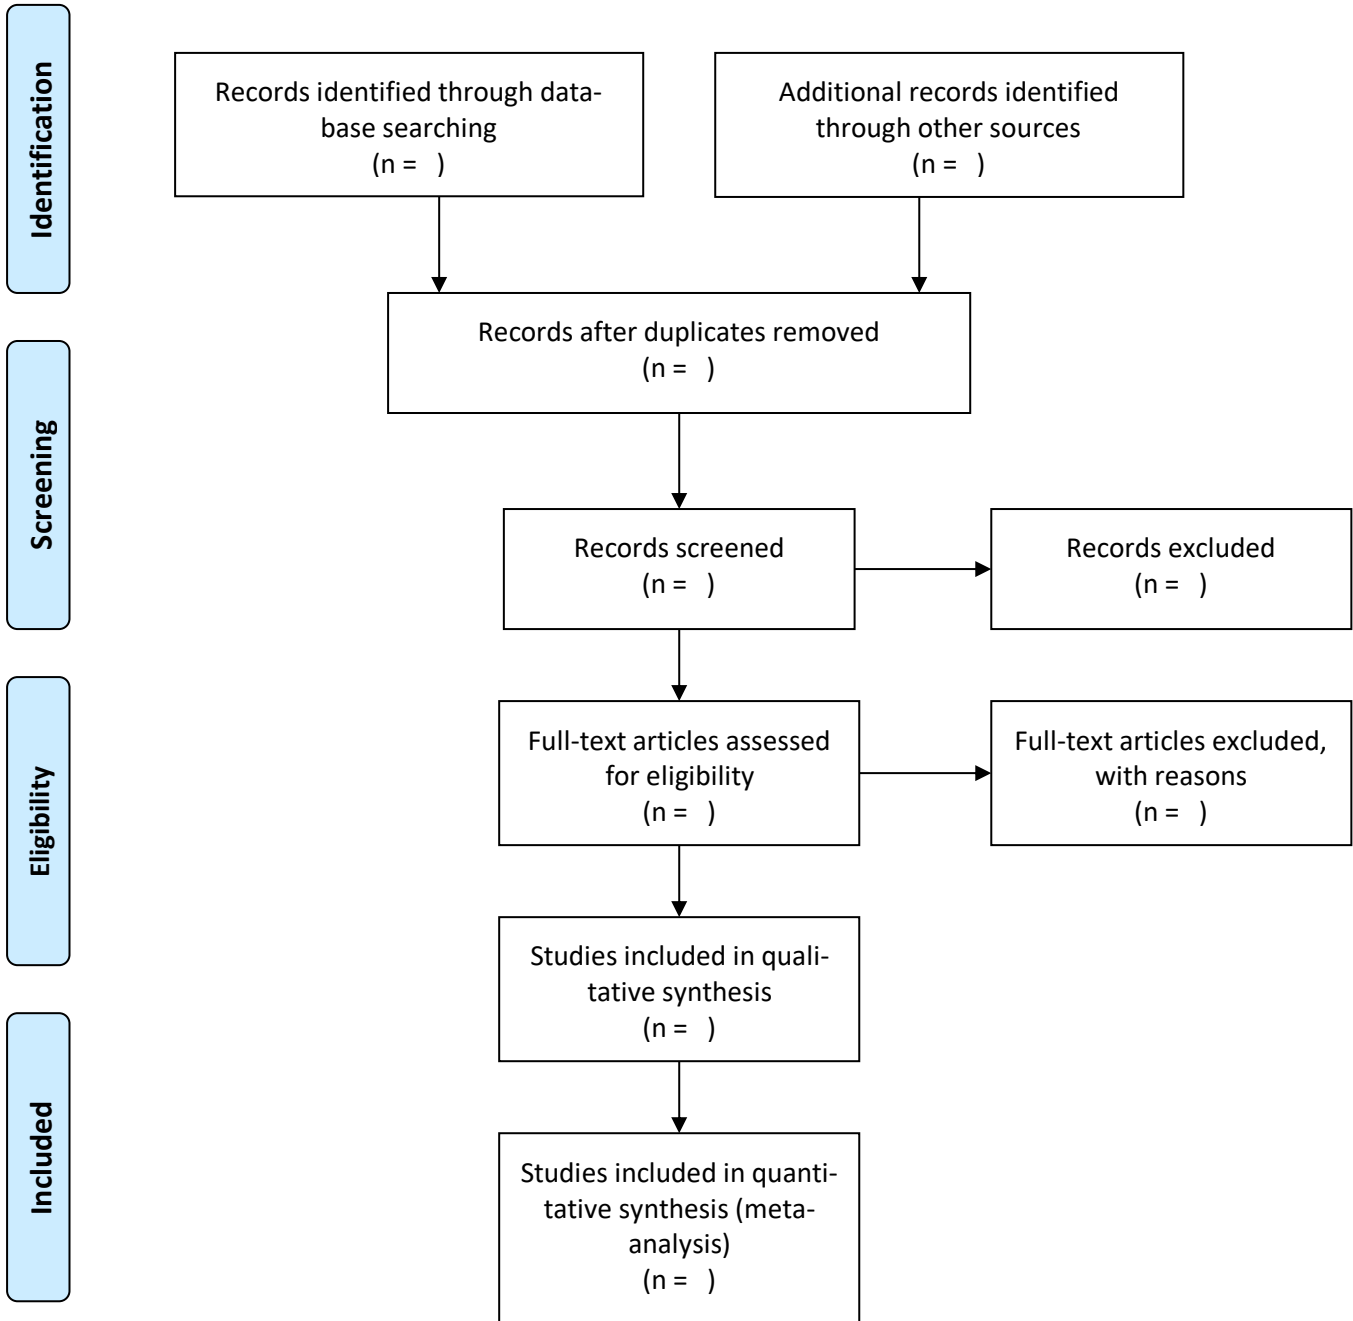 Identification
Records identified through data-
base searching
(n =   )
Additional records identified
through other sources
(n =   )
Records after duplicates removed
(n =   )
Screening
Records screened
(n =   )
Records excluded
(n =   )
Eligibility
Full-text articles assessed
for eligibility
(n =   )
Full-text articles excluded,
with reasons
(n =   )
Studies included in quali-
tative synthesis
(n =   )
Included
Studies included in quanti-
tative synthesis (meta-
analysis)
(n =   )